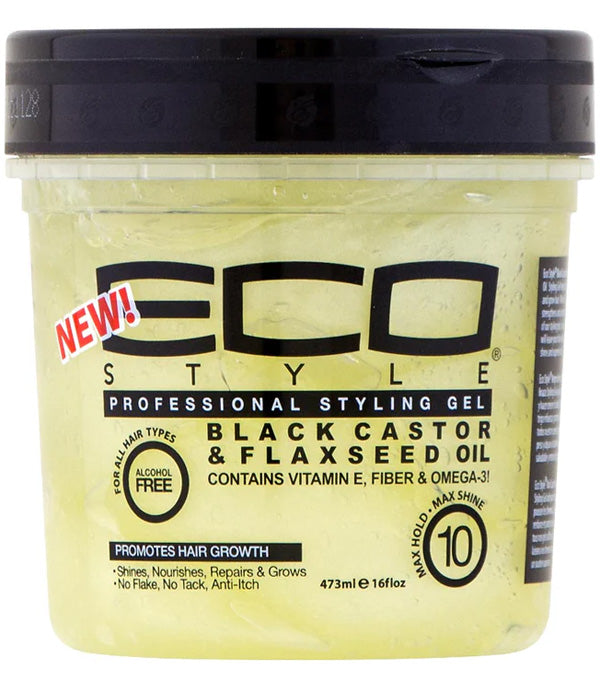 NEW!
ECO®
STYLE
PROFESSIONAL STYLING GEL
BLACK CASTOR
& FLAXSEED OIL
CONTAINS VITAMIN E, FIBER & OMEGA-3!
FOR ALL HAIR TYPES
ALCOHOL
FREE
MAX HOLD • MAX SHINE
10
PROMOTES HAIR GROWTH
•Shines, Nourishes, Repairs & Grows
•No Flake, No Tack, Anti-Itch
473ml e 16floz